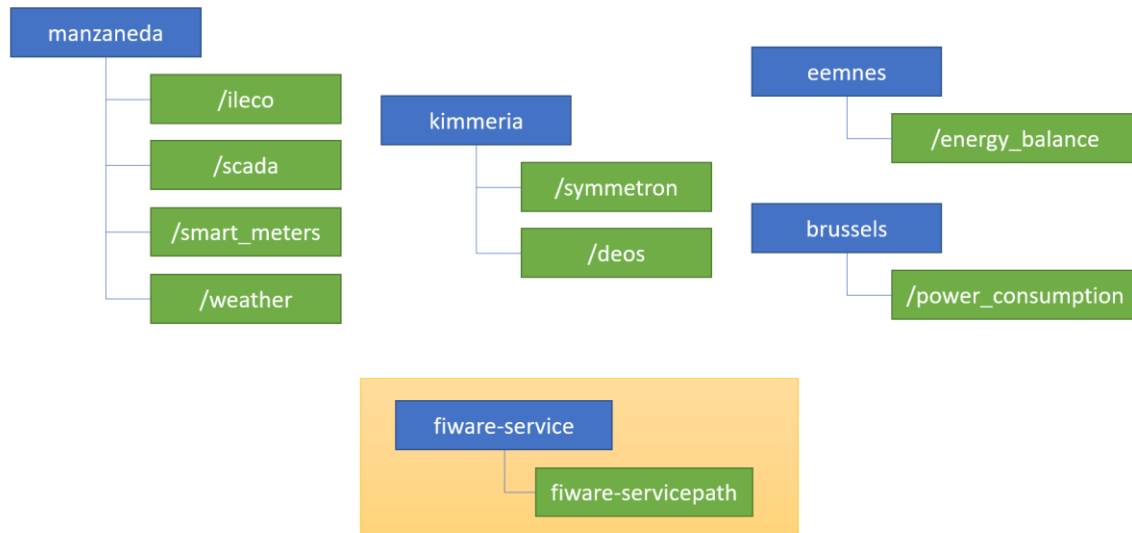 manzaneda
/ileco
/scada
/smart_meters
/weather
kimmeria
/symmetron
/deos
eemnes
/energy_balance
brussels
/power_consumption
fiware-service
fiware-servicepath